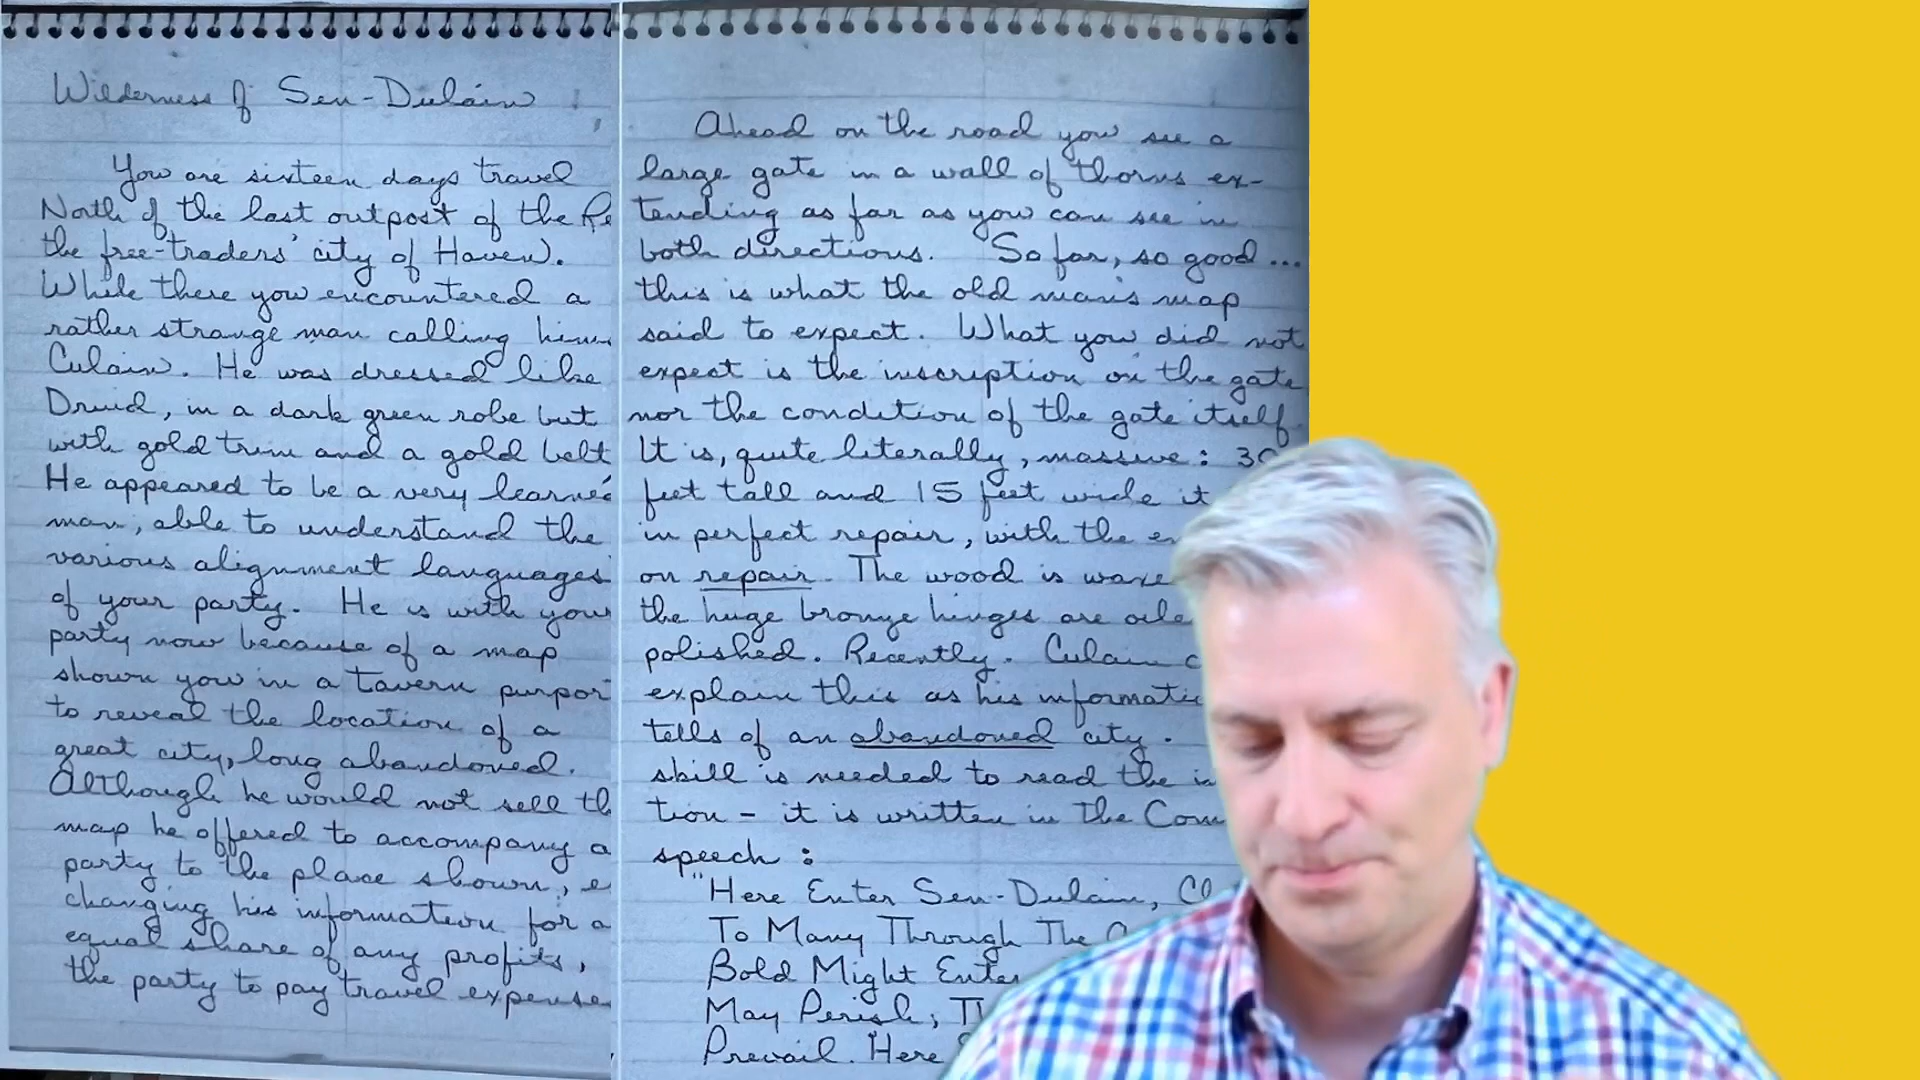 Wilderness of Sen-Dulain
You are sixteen days travel
North of the last outpost of the
the free-traders' city of Haven).
While there you encountered a
rather strange man calling
Culain. He was dressed like
Druid, in a dark green robe but
with gold trim and a gold belt
He appeared to be a very learned
man, able to understand the
various alignment languages
of your party. He is with your
party now because of a map
shown you in a tavern
to reveal the location of a
great city, long abandoned.
Although he would not sell
map he offered to accompany a
party to the place shown,
changing his information for a
equal share of any profits,
the party to pay travel expense
Ahead on the road you see a
large gate in a wall of thorns ex-
tending as far as you can see in
both directions. So far, so good...
this is what the old man's map
said to expect. What you did not
expect is the inscription on the gate
nor the condition of the gate itself.
It is, quite literally, massive: 30
feet tall and 15 feet wide it
in perfect repair, with the
on repair. The wood is
the huge bronze hinges are
polished. Recently. Culain
explain this as his
tells of an abandoned city.
skill is needed to read the
tion - it is written in the
speech:
"Here Enter Sen-Dulain,
To Many Through The
Bold Might Enter
May Perish;
Prevail. Here